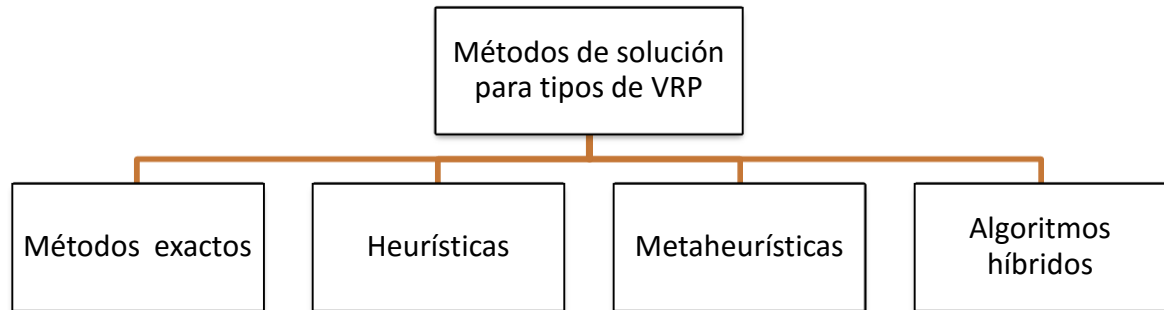 Métodos de solución
para tipos de VRP
Métodos exactos
Heurísticas
Metaheurísticas
Algoritmos
híbridos